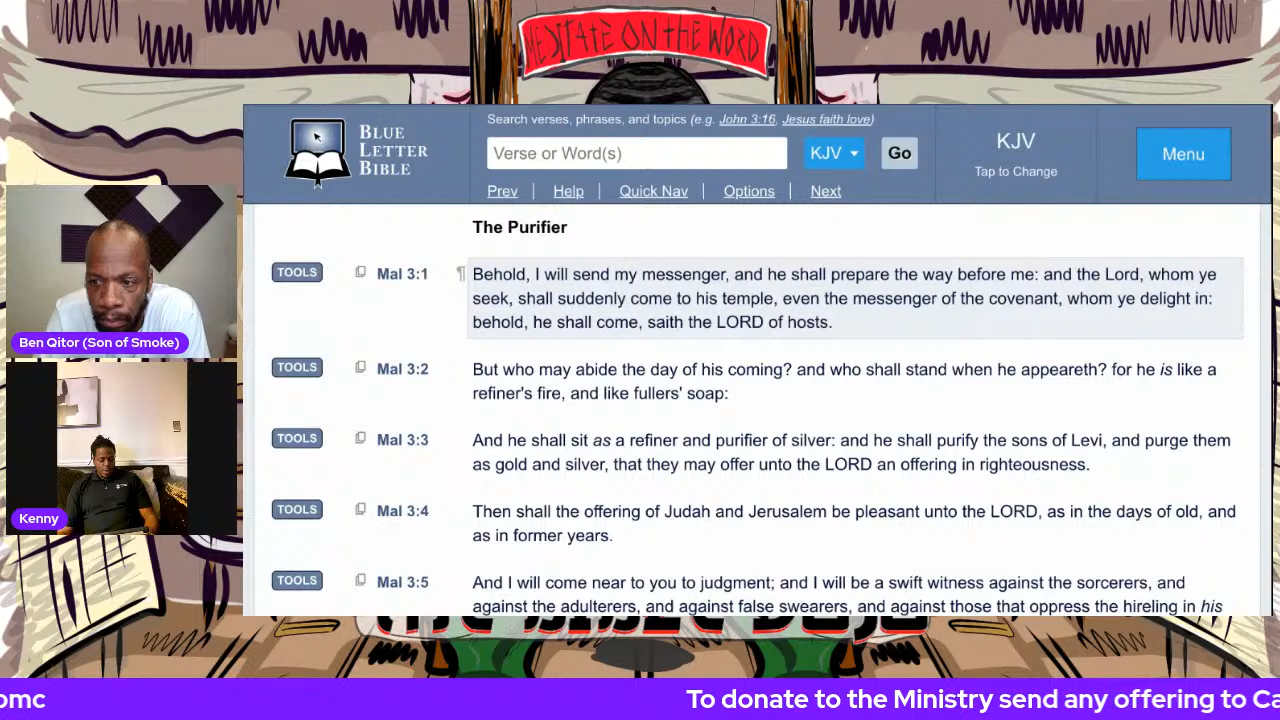 MEDITATE ON THE WORD
BLUE
LETTER
BIBLE
Search verses, phrases, and topics (e.g. John 3:16, Jesus faith love)
Verse or Word(s)
KJV
Go
Prev | Help | Quick Nav | Options | Next
KJV
Tap to Change
Menu
The Purifier
TOOLS Mal 3:1 ¶ Behold, I will send my messenger, and he shall prepare the way before me: and the Lord, whom ye
seek, shall suddenly come to his temple, even the messenger of the covenant, whom ye delight in:
behold, he shall come, saith the LORD of hosts.
TOOLS Mal 3:2 But who may abide the day of his coming? and who shall stand when he appeareth? for he is like a
refiner's fire, and like fullers' soap:
TOOLS Mal 3:3 And he shall sit as a refiner and purifier of silver: and he shall purify the sons of Levi, and purge them
as gold and silver, that they may offer unto the LORD an offering in righteousness.
TOOLS Mal 3:4 Then shall the offering of Judah and Jerusalem be pleasant unto the LORD, as in the days of old, and
as in former years.
TOOLS Mal 3:5 And I will come near to you to judgment; and I will be a swift witness against the sorcerers, and
against the adulterers, and against false swearers, and against those that oppress the hireling in his
Ben Qitor (Son of Smoke)
Kenny
omc
To donate to the Ministry send any offering to Ca